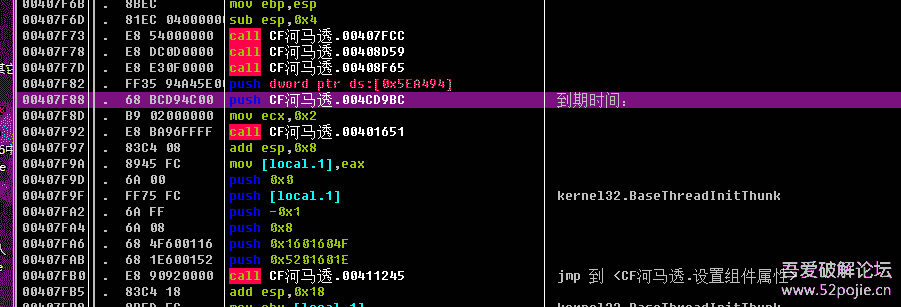 00407F6B . 8BEC mov ebp,esp
00407F6D . 81EC 04000000 sub esp,0x4
00407F73 . E8 54000000 call CF河马透.00407FCC
00407F78 . E8 DC0D0000 call CF河马透.00408D59
00407F7D . E8 E30F0000 call CF河马透.00408F65
00407F82 . FF35 94A45E00 push dword ptr ds:[0x5EA494]
00407F88 . 68 BCD94C00 push CF河马透.004CD9BC 到期时间:
00407F8D . B9 02000000 mov ecx,0x2
00407F92 . E8 BA96FFFF call CF河马透.00401651
00407F97 . 83C4 08 add esp,0x8
00407F9A . 8945 FC mov [local.1],eax
00407F9D . 6A 00 push 0x0
00407F9F . FF75 FC push [local.1] kernel32.BaseThreadInitThunk
00407FA2 . 6A FF push -0x1
00407FA4 . 6A 08 push 0x8
00407FA6 . 68 4F600116 push 0x1601604F
00407FAB . 68 1E600152 push 0x5201601E
00407FB0 . E8 90920000 call CF河马透.00411245 jmp 到 <CF河马透.设置组件属性>
00407FB5 . 83C4 18 add esp,0x18
吾爱破解论坛
www.52pojie.cn